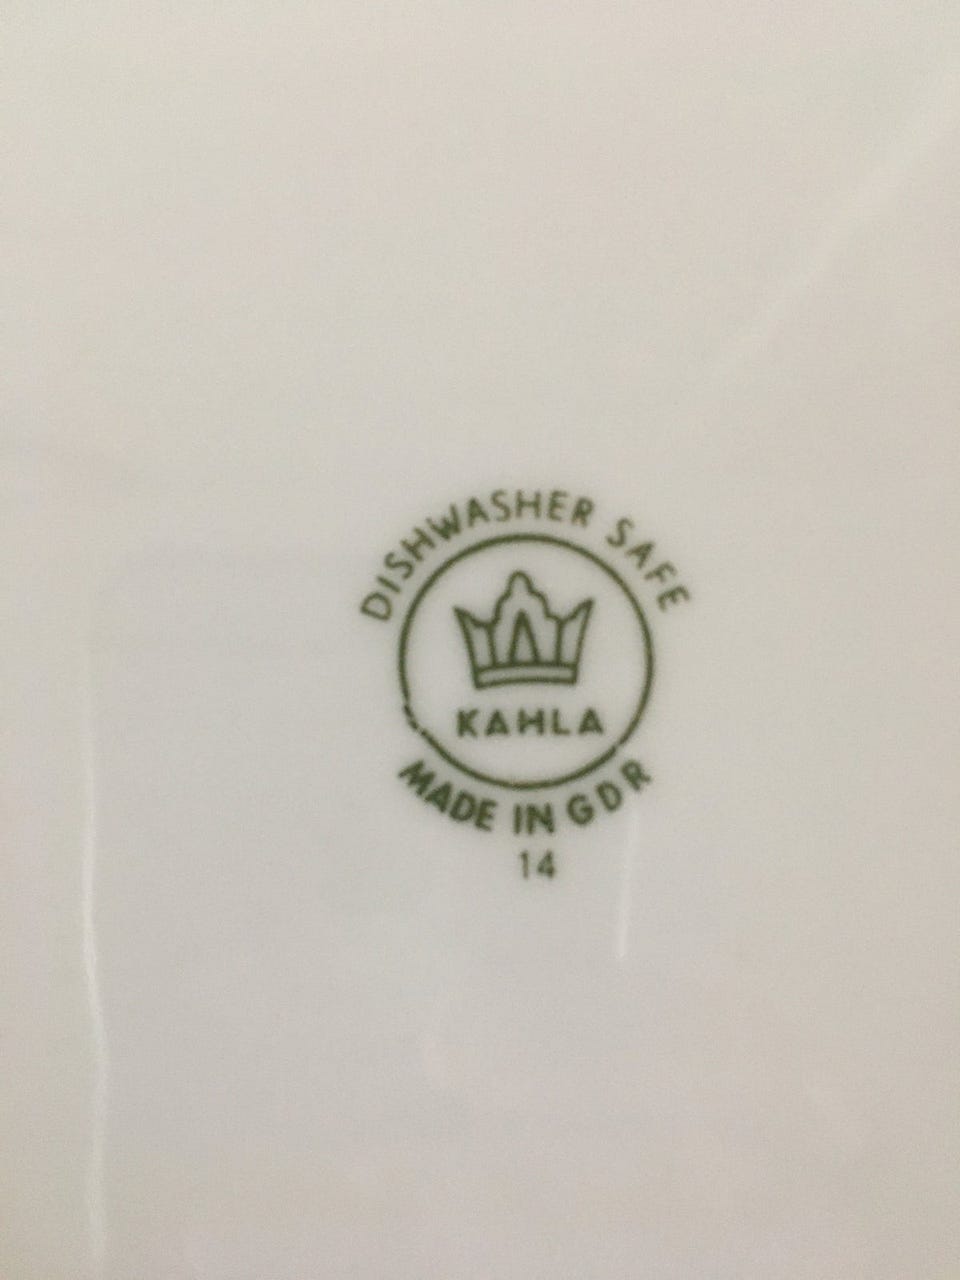 DISHWASHER SAFE
KAHLA
MADE IN GDR
14